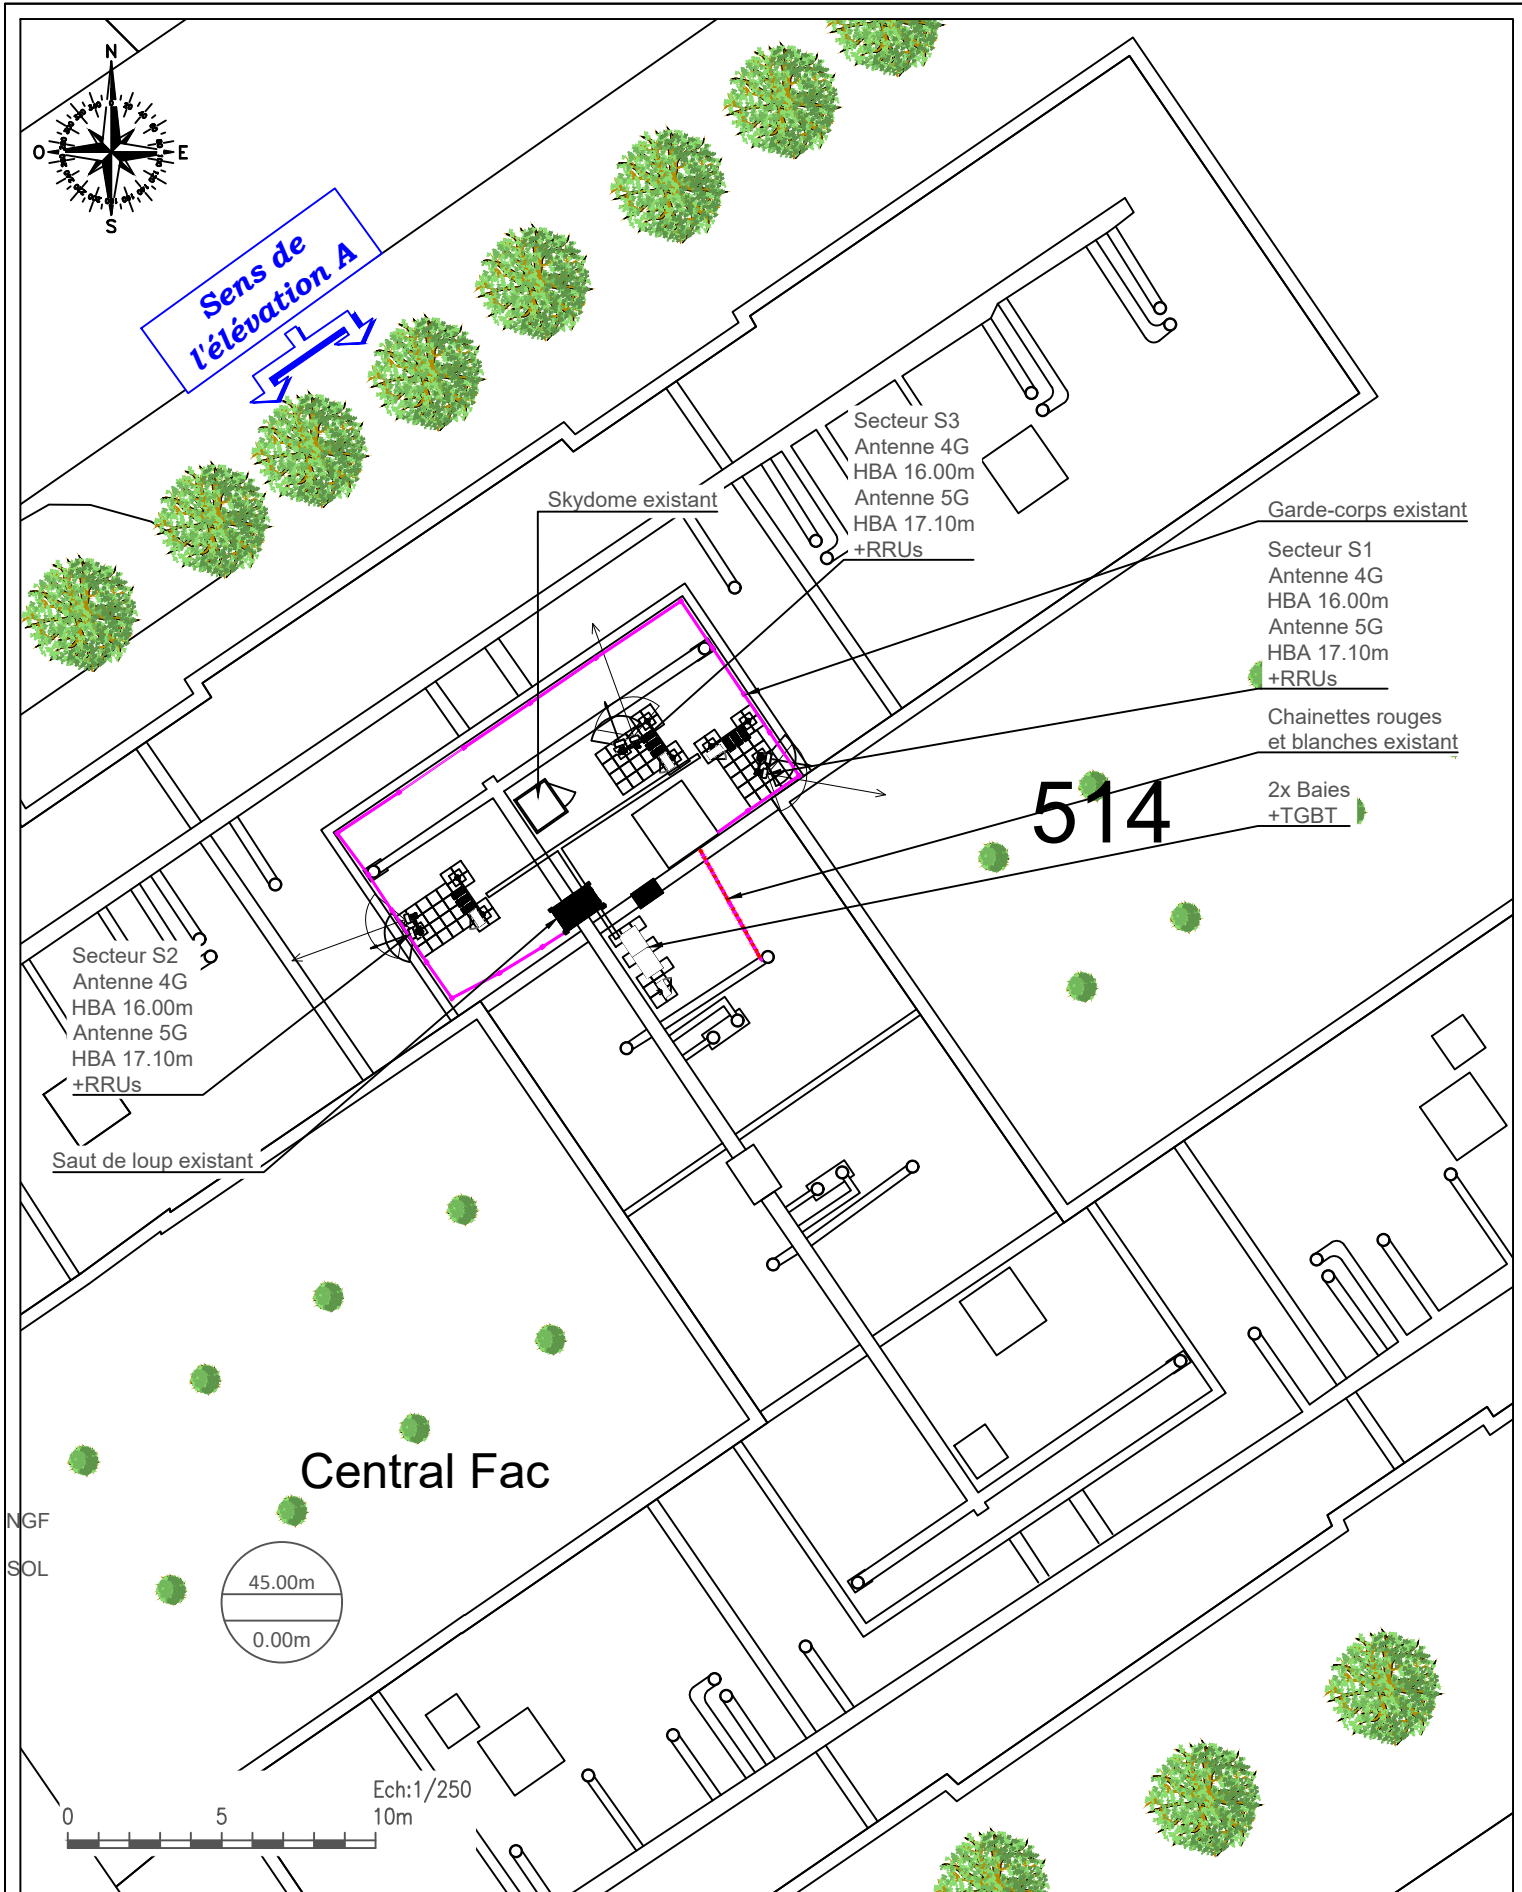 N
O
E
S
Sens de
l'élévation A
Secteur S3
Antenne 4G
HBA 16.00m
Antenne 5G
HBA 17.10m
+RRUs
Skydome existant
Garde-corps existant
Secteur S1
Antenne 4G
HBA 16.00m
Antenne 5G
HBA 17.10m
+RRUs
Chainettes rouges
et blanches existant
514
2x Baies
+TGBT
Secteur S2
Antenne 4G
HBA 16.00m
Antenne 5G
HBA 17.10m
+RRUs
Saut de loup existant
Central Fac
NGF
SOL
45.00m
0.00m
Ech:1/250
0 5 10m